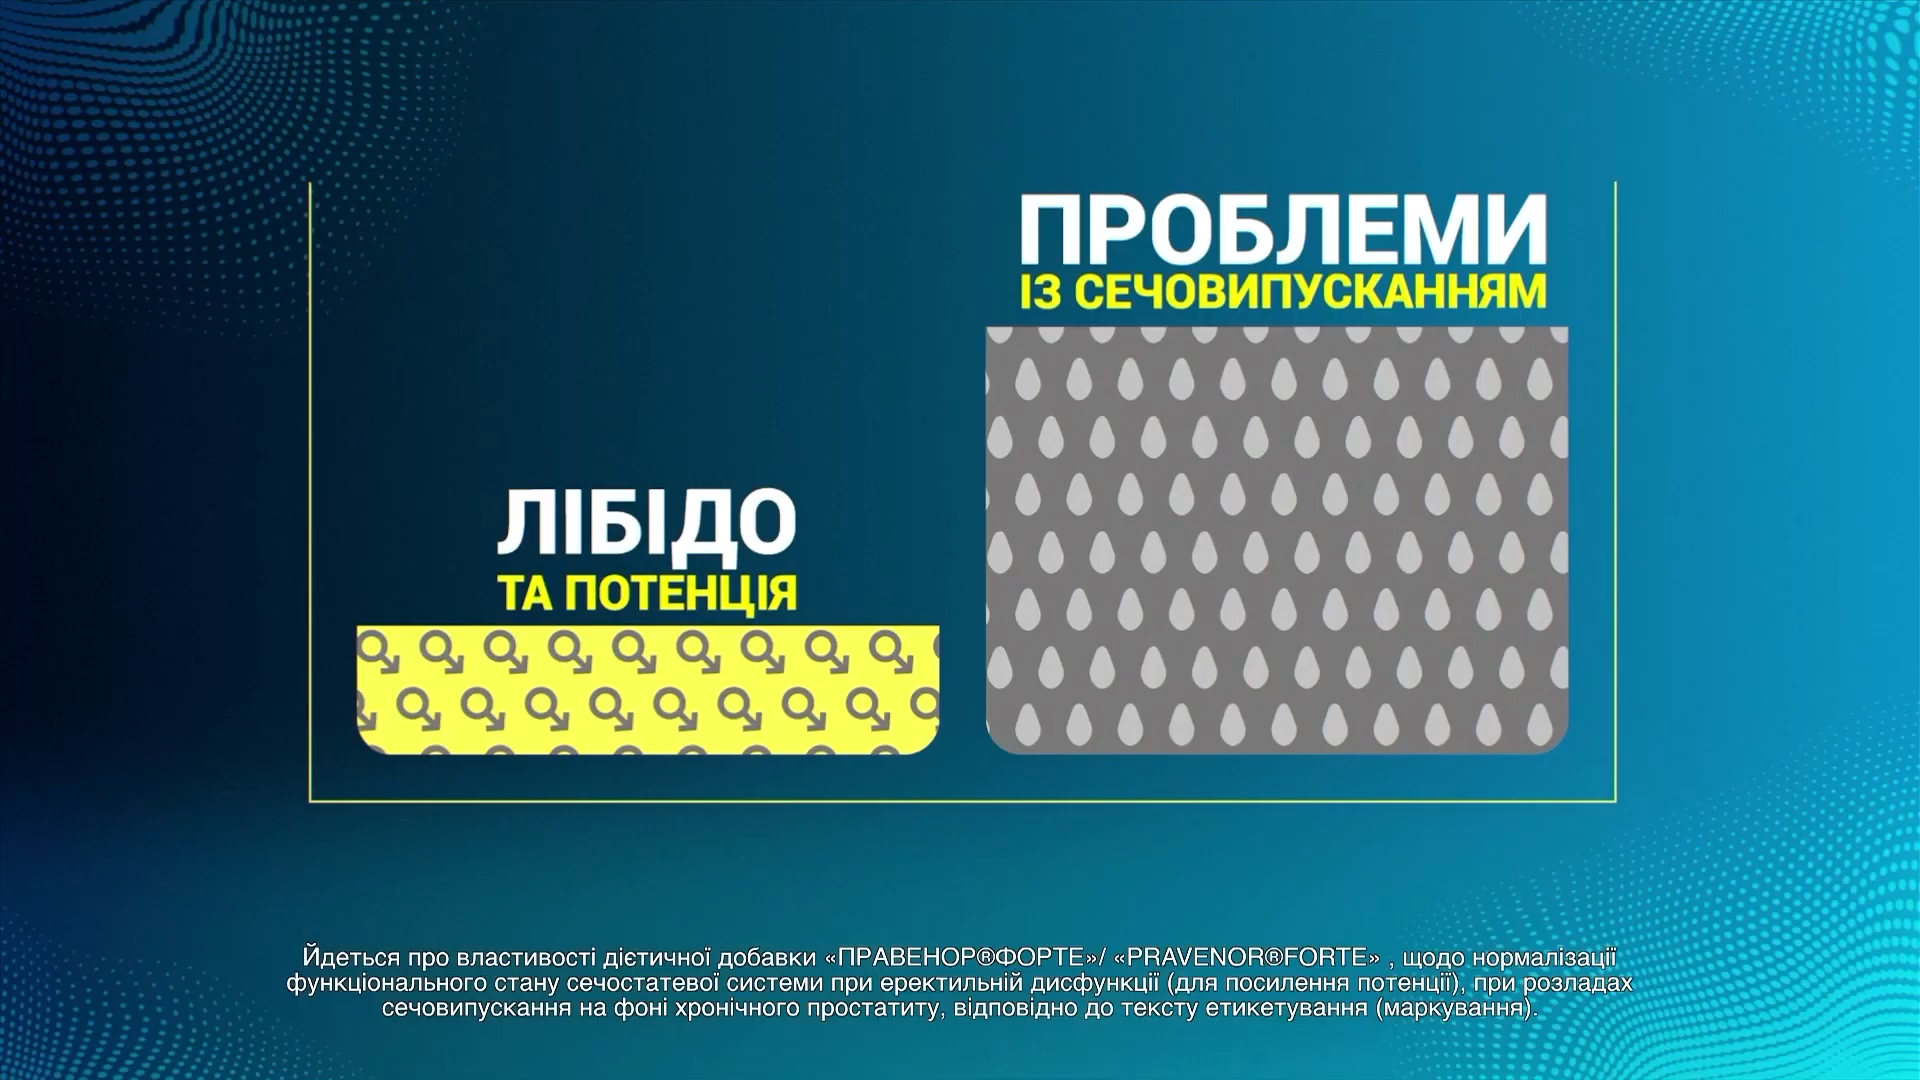 ПРОБЛЕМИ
ІЗ СЕЧОВИПУСКАННЯМ
ЛІБІДО
ТА ПОТЕНЦІЯ
Йдеться про властивості дієтичної добавки «ПРАВЕНОР®ФОРТЕ»/ «PRAVENOR®FORTE» , щодо нормалізації
функціонального стану сечостатевої системи при еректильній дисфункції (для посилення потенції), при розладах
сечовипускання на фоні хронічного простатиту, відповідно до тексту етикетування (маркування).